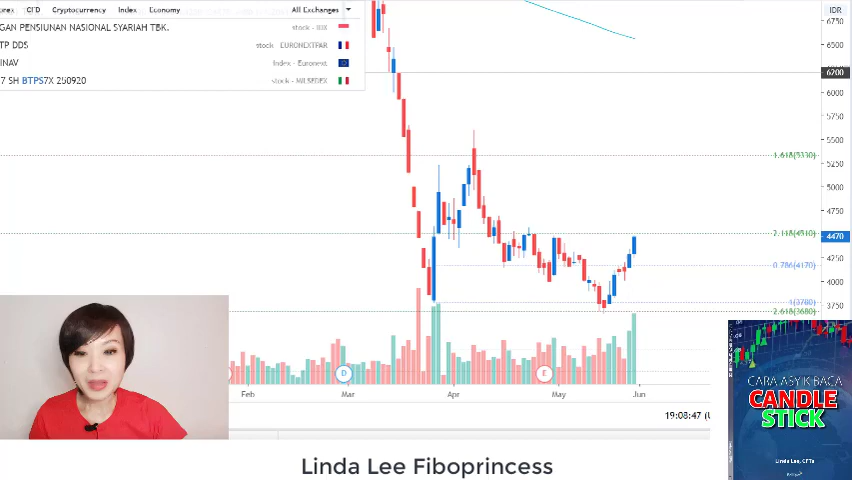 orex CFD Cryptocurrency Index Economy All Exchanges
IDR
GAN PENSIUNAN NASIONAL SYARIAH TBK. stock - IDX
TP DDS stock EURONEXTPAR
INAV Index - Euronext
7 SH BTPS7X 250920 stock - MILSEDEX
6750
6500
6200
6000
5750
5500
1.618(5330)
5000
4750
2.118(4510)
4470
4250
0.786(4170)
4000
1(3780)
3750
2.618(3680)
D
E
Feb Mar Apr May Jun
19:08:47 (U
CARA ASYIK BACA
CANDLE
STICK
Linda Lee, CFTe
Linda Lee Fiboprincess